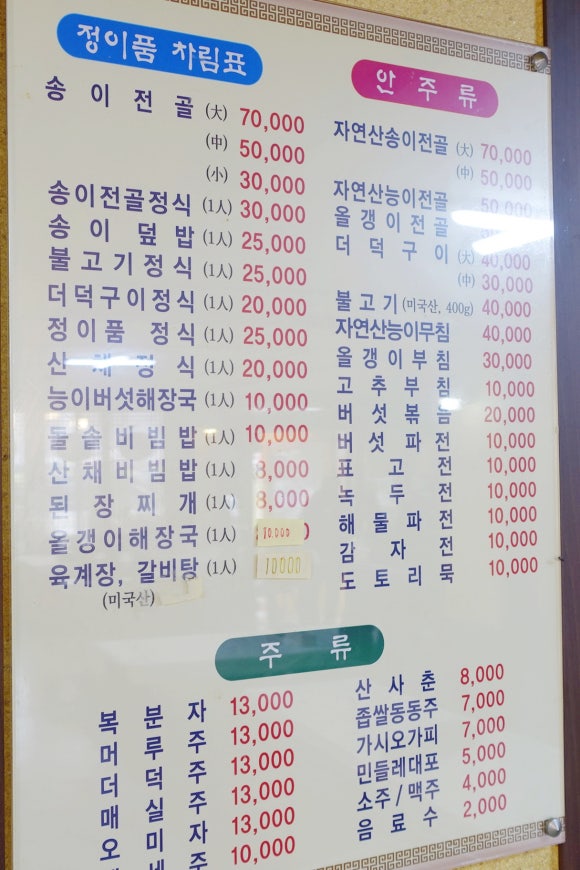 정이품 차림표
송이전골 (大) 70,000
(中) 50,000
(小) 30,000
송이전골정식 (1人) 30,000
송이덮밥 (1人) 25,000
불고기정식 (1人) 25,000
더덕구이정식 (1人) 20,000
정이품 정식 (1人) 25,000
산채정식 (1人) 20,000
능이버섯해장국 (1人) 10,000
돌솥비빔밥 (1人) 10,000
산채비빔밥 (1人) 8,000
된장찌개 (1人) 8,000
올갱이해장국 (1人) 10,000
육계장, 갈비탕 (1人) 10000
(미국산)
안주류
자연산송이전골 (大) 70,000
(中) 50,000
자연산능이전골 50,000
올갱이전골
더덕구이 (大) 40,000
(中) 30,000
불고기 (미국산, 400g) 40,000
자연산능이무침 40,000
올갱이부침 30,000
고추부침 10,000
버섯볶음 20,000
버섯파전 10,000
표고전 10,000
녹두전 10,000
해물파전 10,000
감자전 10,000
도토리묵 10,000
주류
복분자 13,000
머루주 13,000
더덕주 13,000
매실주 13,000
오미자 13,000
주 10,000
산사춘 8,000
좁쌀동동주 7,000
가시오가피 7,000
민들레대포 5,000
소주/맥주 4,000
음료수 2,000